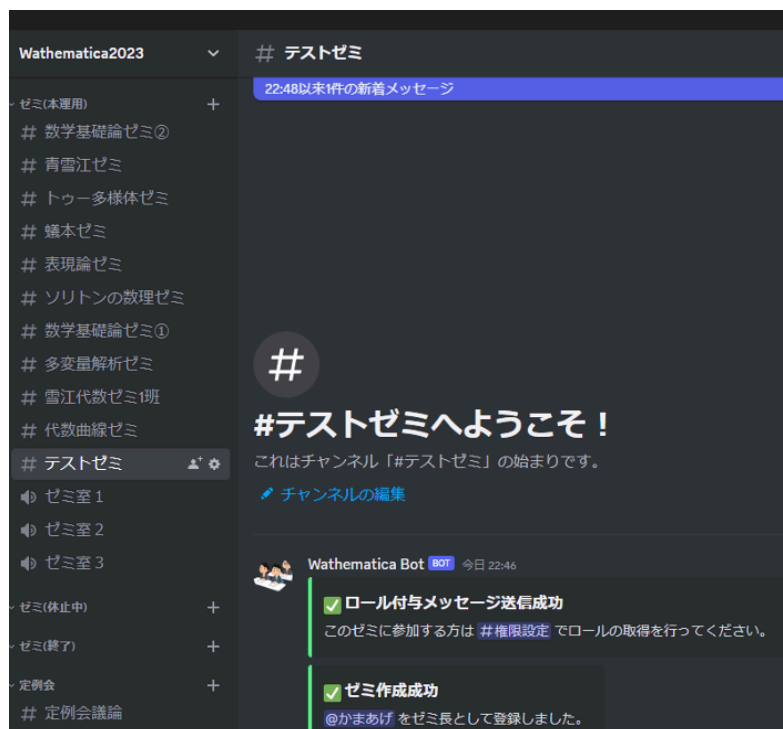 Wathematica2023
# テストゼミ
22:48以来1件の新着メッセージ
ゼミ(本運用)
# 数学基礎論ゼミ②
# 青雪江ゼミ
# トゥー多様体ゼミ
# 蟻本ゼミ
# 表現論ゼミ
# ソリトンの数理ゼミ
# 数学基礎論ゼミ①
# 多変量解析ゼミ
# 雪江代数ゼミ1班
# 代数曲線ゼミ
# テストゼミ
ゼミ室1
ゼミ室2
ゼミ室3
ゼミ(休止中)
ゼミ(終了)
定例会
# 定例会議論
#
#テストゼミへようこそ！
これはチャンネル「#テストゼミ」の始まりです。
チャンネルの編集
Wathematica Bot BOT 今日 22:46
ロール付与メッセージ送信成功
このゼミに参加する方は #権限設定 でロールの取得を行ってください。
ゼミ作成成功
@かまあげ をゼミ長として登録しました。